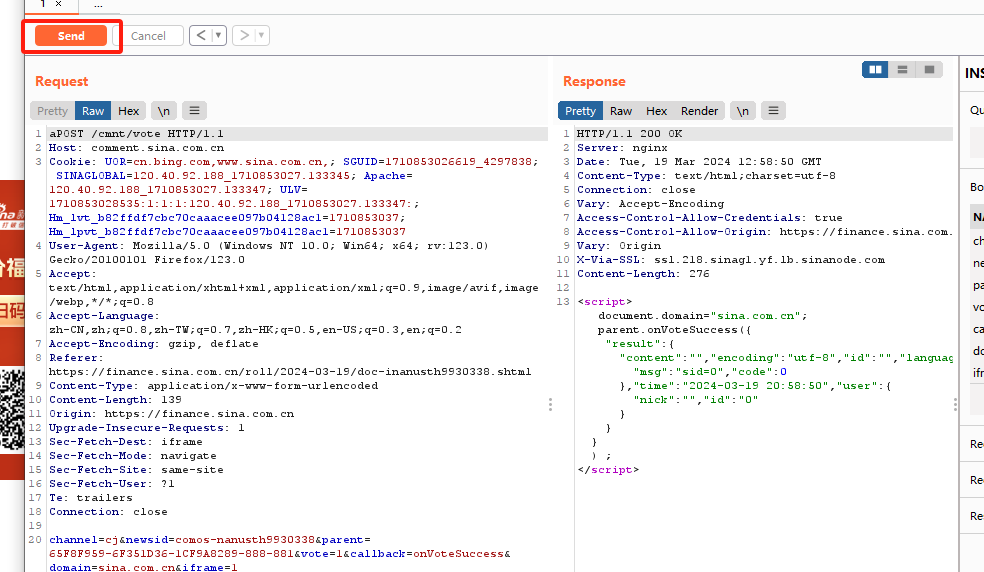 1 × ...
Send Cancel < ▾ > ▾
Request
Pretty Raw Hex \n
1 aPOST /cmnt/vote HTTP/1.1
2 Host: comment.sina.com.cn
3 Cookie: UOR=cn.bing.com,www.sina.com.cn,; SGUID=1710853026619_4297838;
SINAGLOBAL=120.40.92.188_1710853027.133345; Apache=
120.40.92.188_1710853027.133347; ULV=
1710853028535:1:1:1:120.40.92.188_1710853027.133347:;
Hm_lvt_b82ffdf7cbc70caaacee097b04128ac1=1710853037;
Hm_lpvt_b82ffdf7cbc70caaacee097b04128ac1=1710853037
4 User-Agent: Mozilla/5.0 (Windows NT 10.0; Win64; x64; rv:123.0)
Gecko/20100101 Firefox/123.0
5 Accept:
text/html,application/xhtml+xml,application/xml;q=0.9,image/avif,image
/webp,*/*;q=0.8
6 Accept-Language:
zh-CN,zh;q=0.8,zh-TW;q=0.7,zh-HK;q=0.5,en-US;q=0.3,en;q=0.2
7 Accept-Encoding: gzip, deflate
8 Referer:
https://finance.sina.com.cn/roll/2024-03-19/doc-inanusth9930338.shtml
9 Content-Type: application/x-www-form-urlencoded
10 Content-Length: 139
11 Origin: https://finance.sina.com.cn
12 Upgrade-Insecure-Requests: 1
13 Sec-Fetch-Dest: iframe
14 Sec-Fetch-Mode: navigate
15 Sec-Fetch-Site: same-site
16 Sec-Fetch-User: ?1
17 Te: trailers
18 Connection: close
19
20 channel=cj&newsid=comos-nanusth9930338&parent=
65F8F959-6F351D36-1CF9A8289-888-881&vote=1&callback=onVoteSuccess&
domain=sina.com.cn&iframe=1
Response
Pretty Raw Hex Render \n
1 HTTP/1.1 200 OK
2 Server: nginx
3 Date: Tue, 19 Mar 2024 12:58:50 GMT
4 Content-Type: text/html;charset=utf-8
5 Connection: close
6 Vary: Accept-Encoding
7 Access-Control-Allow-Credentials: true
8 Access-Control-Allow-Origin: https://finance.sina.com.
9 Vary: Origin
10 X-Via-SSL: ssl.218.sinag1.yf.lb.sinanode.com
11 Content-Length: 276
12
13 <script>
document.domain="sina.com.cn";
parent.onVoteSuccess({
"result":{
"content":"","encoding":"utf-8","id":"","languag
"msg":"sid=0","code":0
},"time":"2024-03-19 20:58:50","user":{
"nick":"","id":"0"
}
}
}
) ;
</script>
INS
Qu
Bo
NA
ch
ne
pa
vo
ca
do
ifr
Re
Re
Res